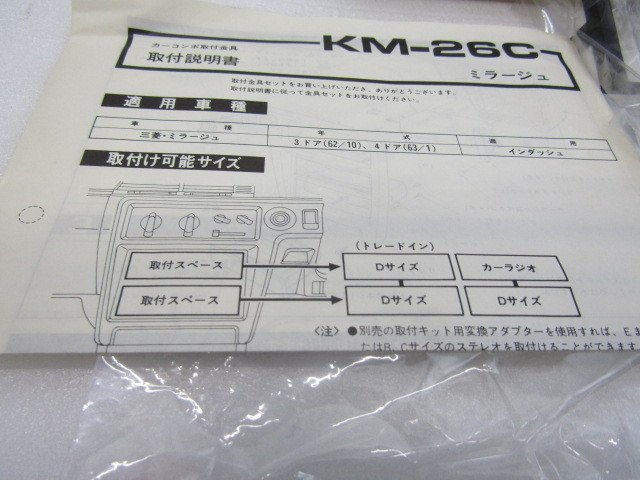 カーコンポ取付金具
KM-26C
取付説明書
ミラージュ
取付金具セットをお買い上げいただき、ありがとうございます。
取付説明書に従って金具セットをお取付けください。
適用車種
車種 年式 適用
三菱・ミラージュ 3ドア(62/10)、4ドア(63/1) インダッシュ
取付け可能サイズ
(トレードイン)
取付スペース Dサイズ カーラジオ
取付スペース Dサイズ Dサイズ
〈注〉 ●別売の取付キット用変換アダプターを使用すれば、E
たはB、Cサイズのステレオを取付けることができます